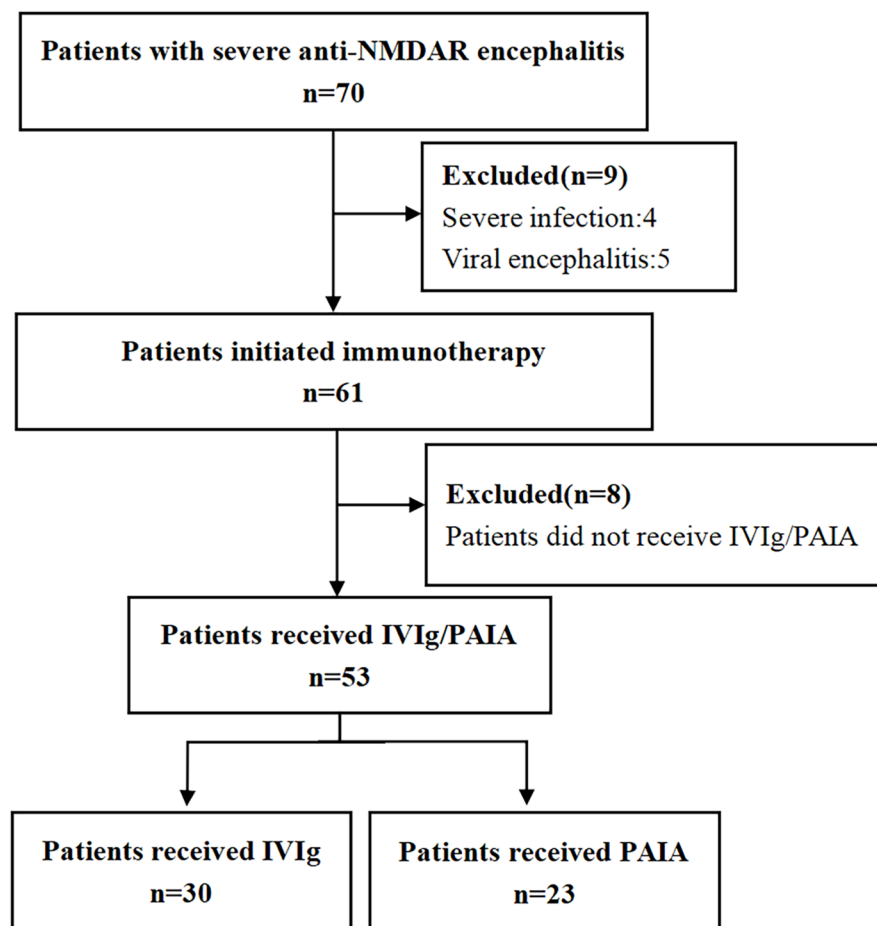 Patients with severe anti-NMDAR encephalitis
n=70
Excluded(n=9)
Severe infection:4
Viral encephalitis:5
Patients initiated immunotherapy
n=61
Excluded(n=8)
Patients did not receive IVIg/PAIA
Patients received IVIg/PAIA
n=53
Patients received IVIg
n=30
Patients received PAIA
n=23